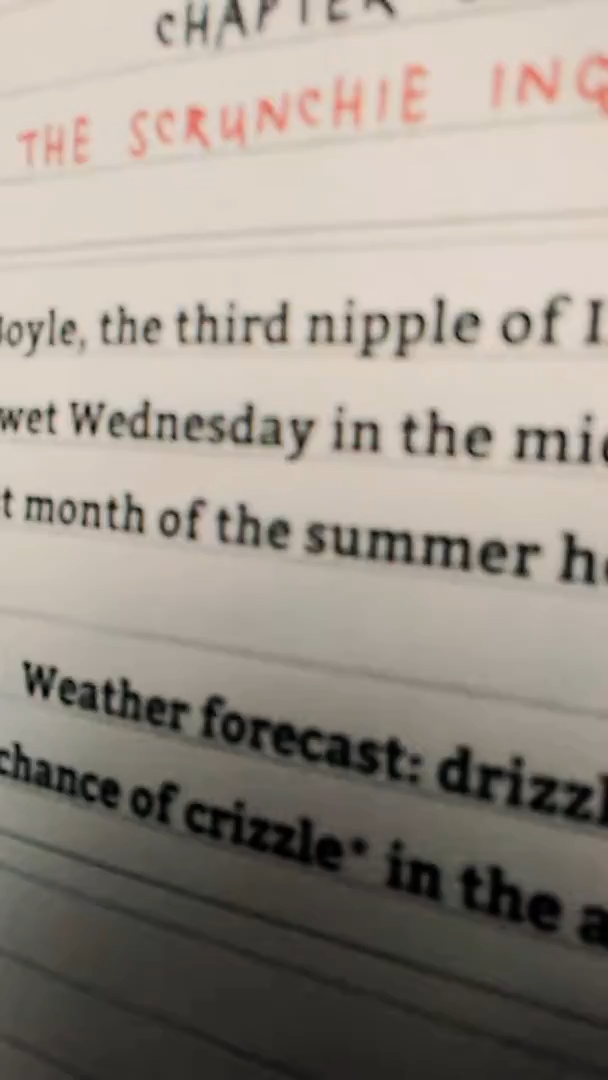 CHAPTER
THE SCRUNCHIE
the third nipple of
wet Wednesday in the
month of the summer
Weather forecast:
chance of crizzle* in the